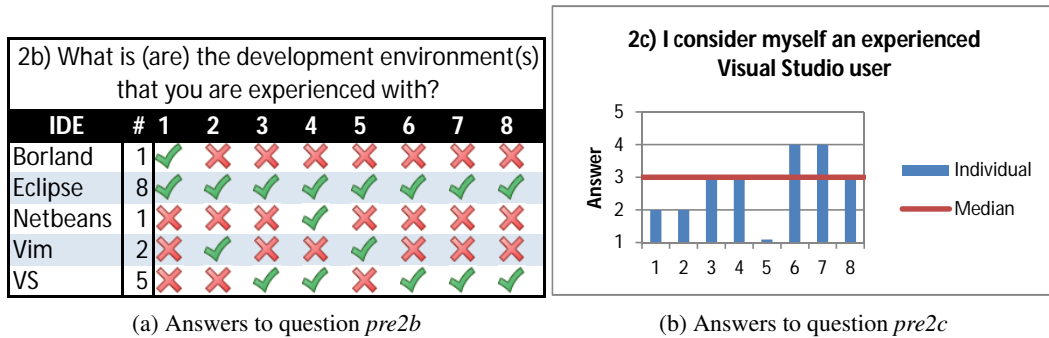 2b) What is (are) the development environment(s)
that you are experienced with?
IDE # 1 2 3 4 5 6 7 8
Borland 1
Eclipse 8
Netbeans 1
Vim 2
VS 5
(a) Answers to question pre2b
2c) I consider myself an experienced
Visual Studio user
Answer
5
4
3
2
1
1 2 3 4 5 6 7 8
Individual
Median
(b) Answers to question pre2c